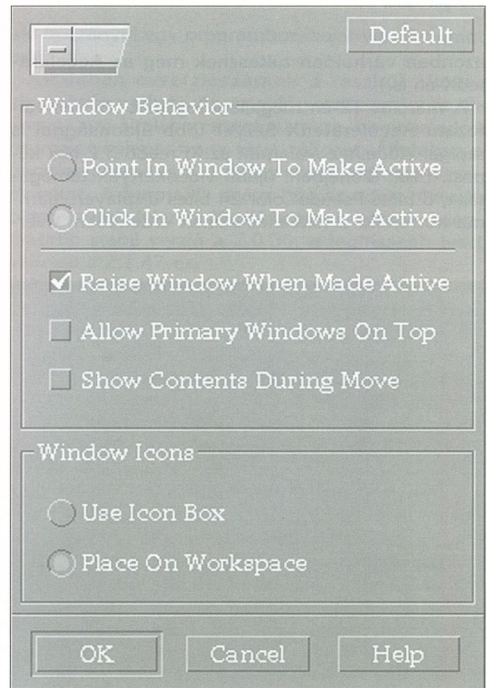 Default
Window Behavior
Point In Window To Make Active
Click In Window To Make Active
Raise Window When Made Active
Allow Primary Windows On Top
Show Contents During Move
Window Icons
Use Icon Box
Place On Workspace
OK
Cancel
Help